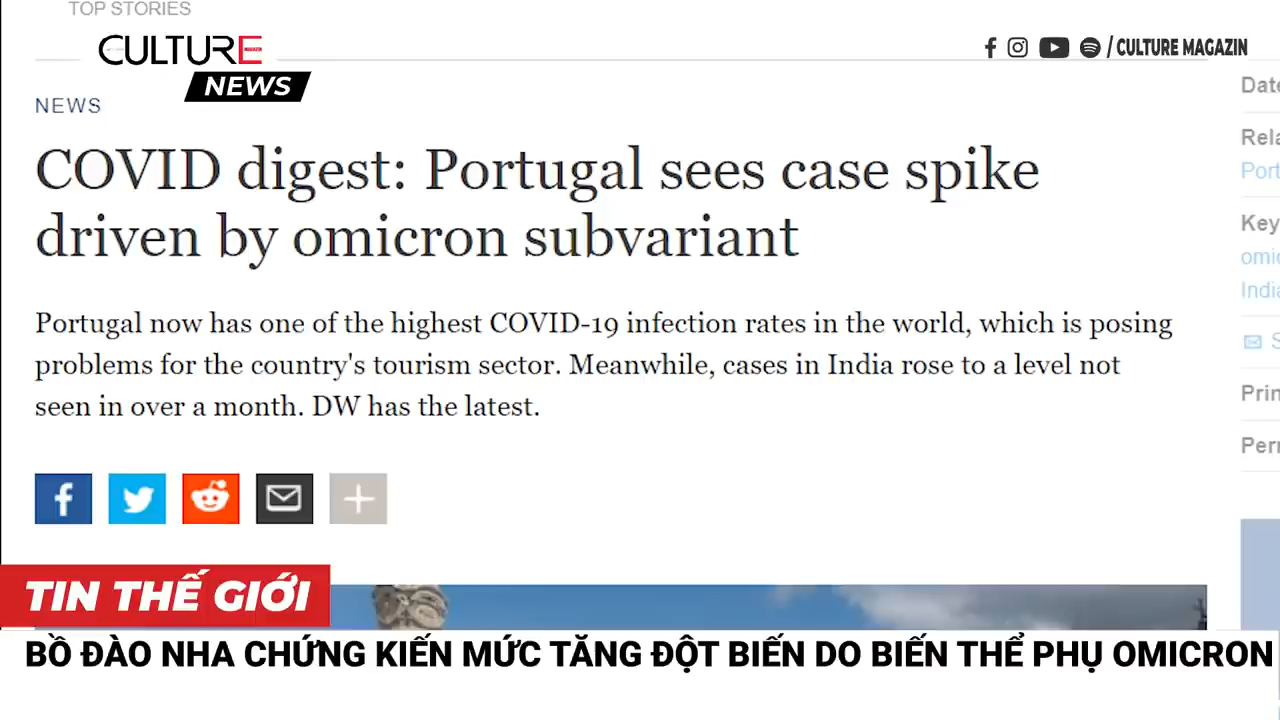 TOP STORIES
CULTURE
NEWS
/ CULTURE MAGAZIN
NEWS
COVID digest: Portugal sees case spike
driven by omicron subvariant
Portugal now has one of the highest COVID-19 infection rates in the world, which is posing
problems for the country's tourism sector. Meanwhile, cases in India rose to a level not
seen in over a month. DW has the latest.
Date
Key
India
TIN THẾ GIỚI
BỒ ĐÀO NHA CHỨNG KIẾN MỨC TĂNG ĐỘT BIẾN DO BIẾN THỂ PHỤ OMICRON